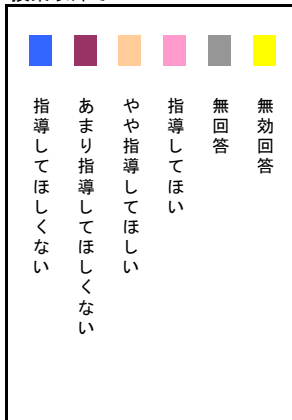 指導してほしくない
あまり指導してほしくない
やや指導してほしい
指導してほい
無回答
無効回答